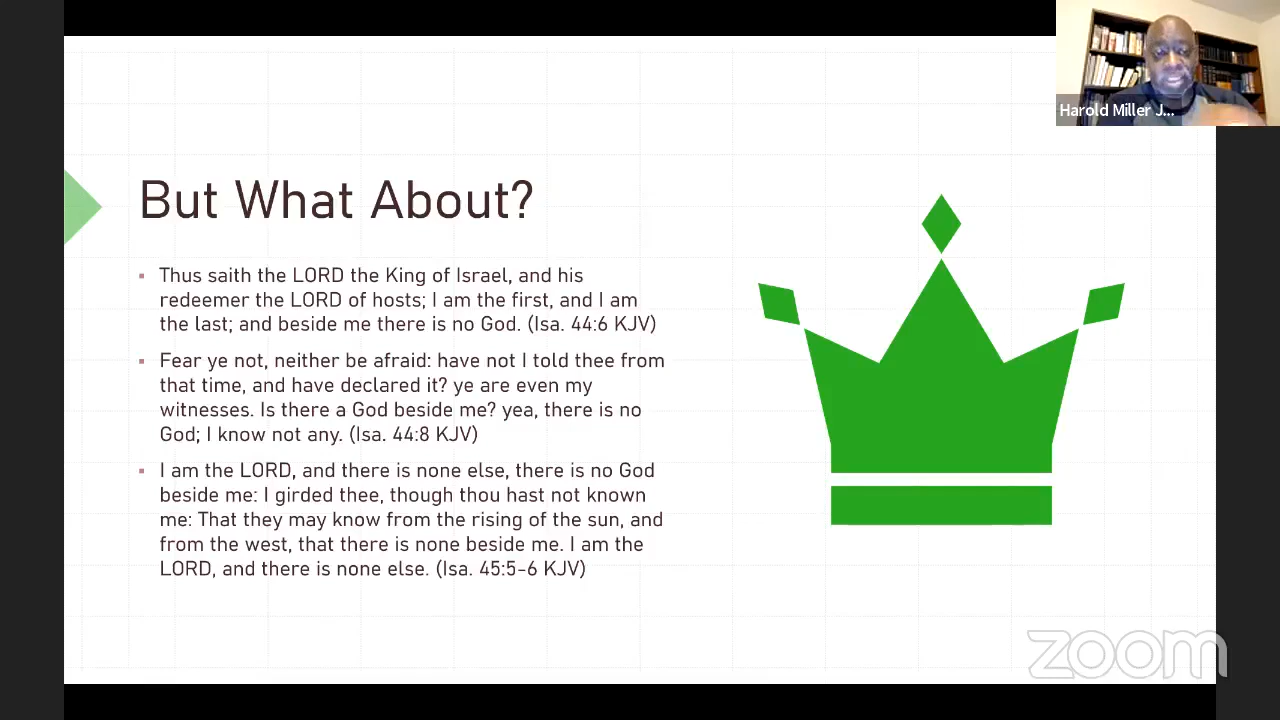 Harold Miller J...
But What About?
▪ Thus saith the LORD the King of Israel, and his
redeemer the LORD of hosts; I am the first, and I am
the last; and beside me there is no God. (Isa. 44:6 KJV)
▪ Fear ye not, neither be afraid: have not I told thee from
that time, and have declared it? ye are even my
witnesses. Is there a God beside me? yea, there is no
God; I know not any. (Isa. 44:8 KJV)
▪ I am the LORD, and there is none else, there is no God
beside me: I girded thee, though thou hast not known
me: That they may know from the rising of the sun, and
from the west, that there is none beside me. I am the
LORD, and there is none else. (Isa. 45:5-6 KJV)
zoom